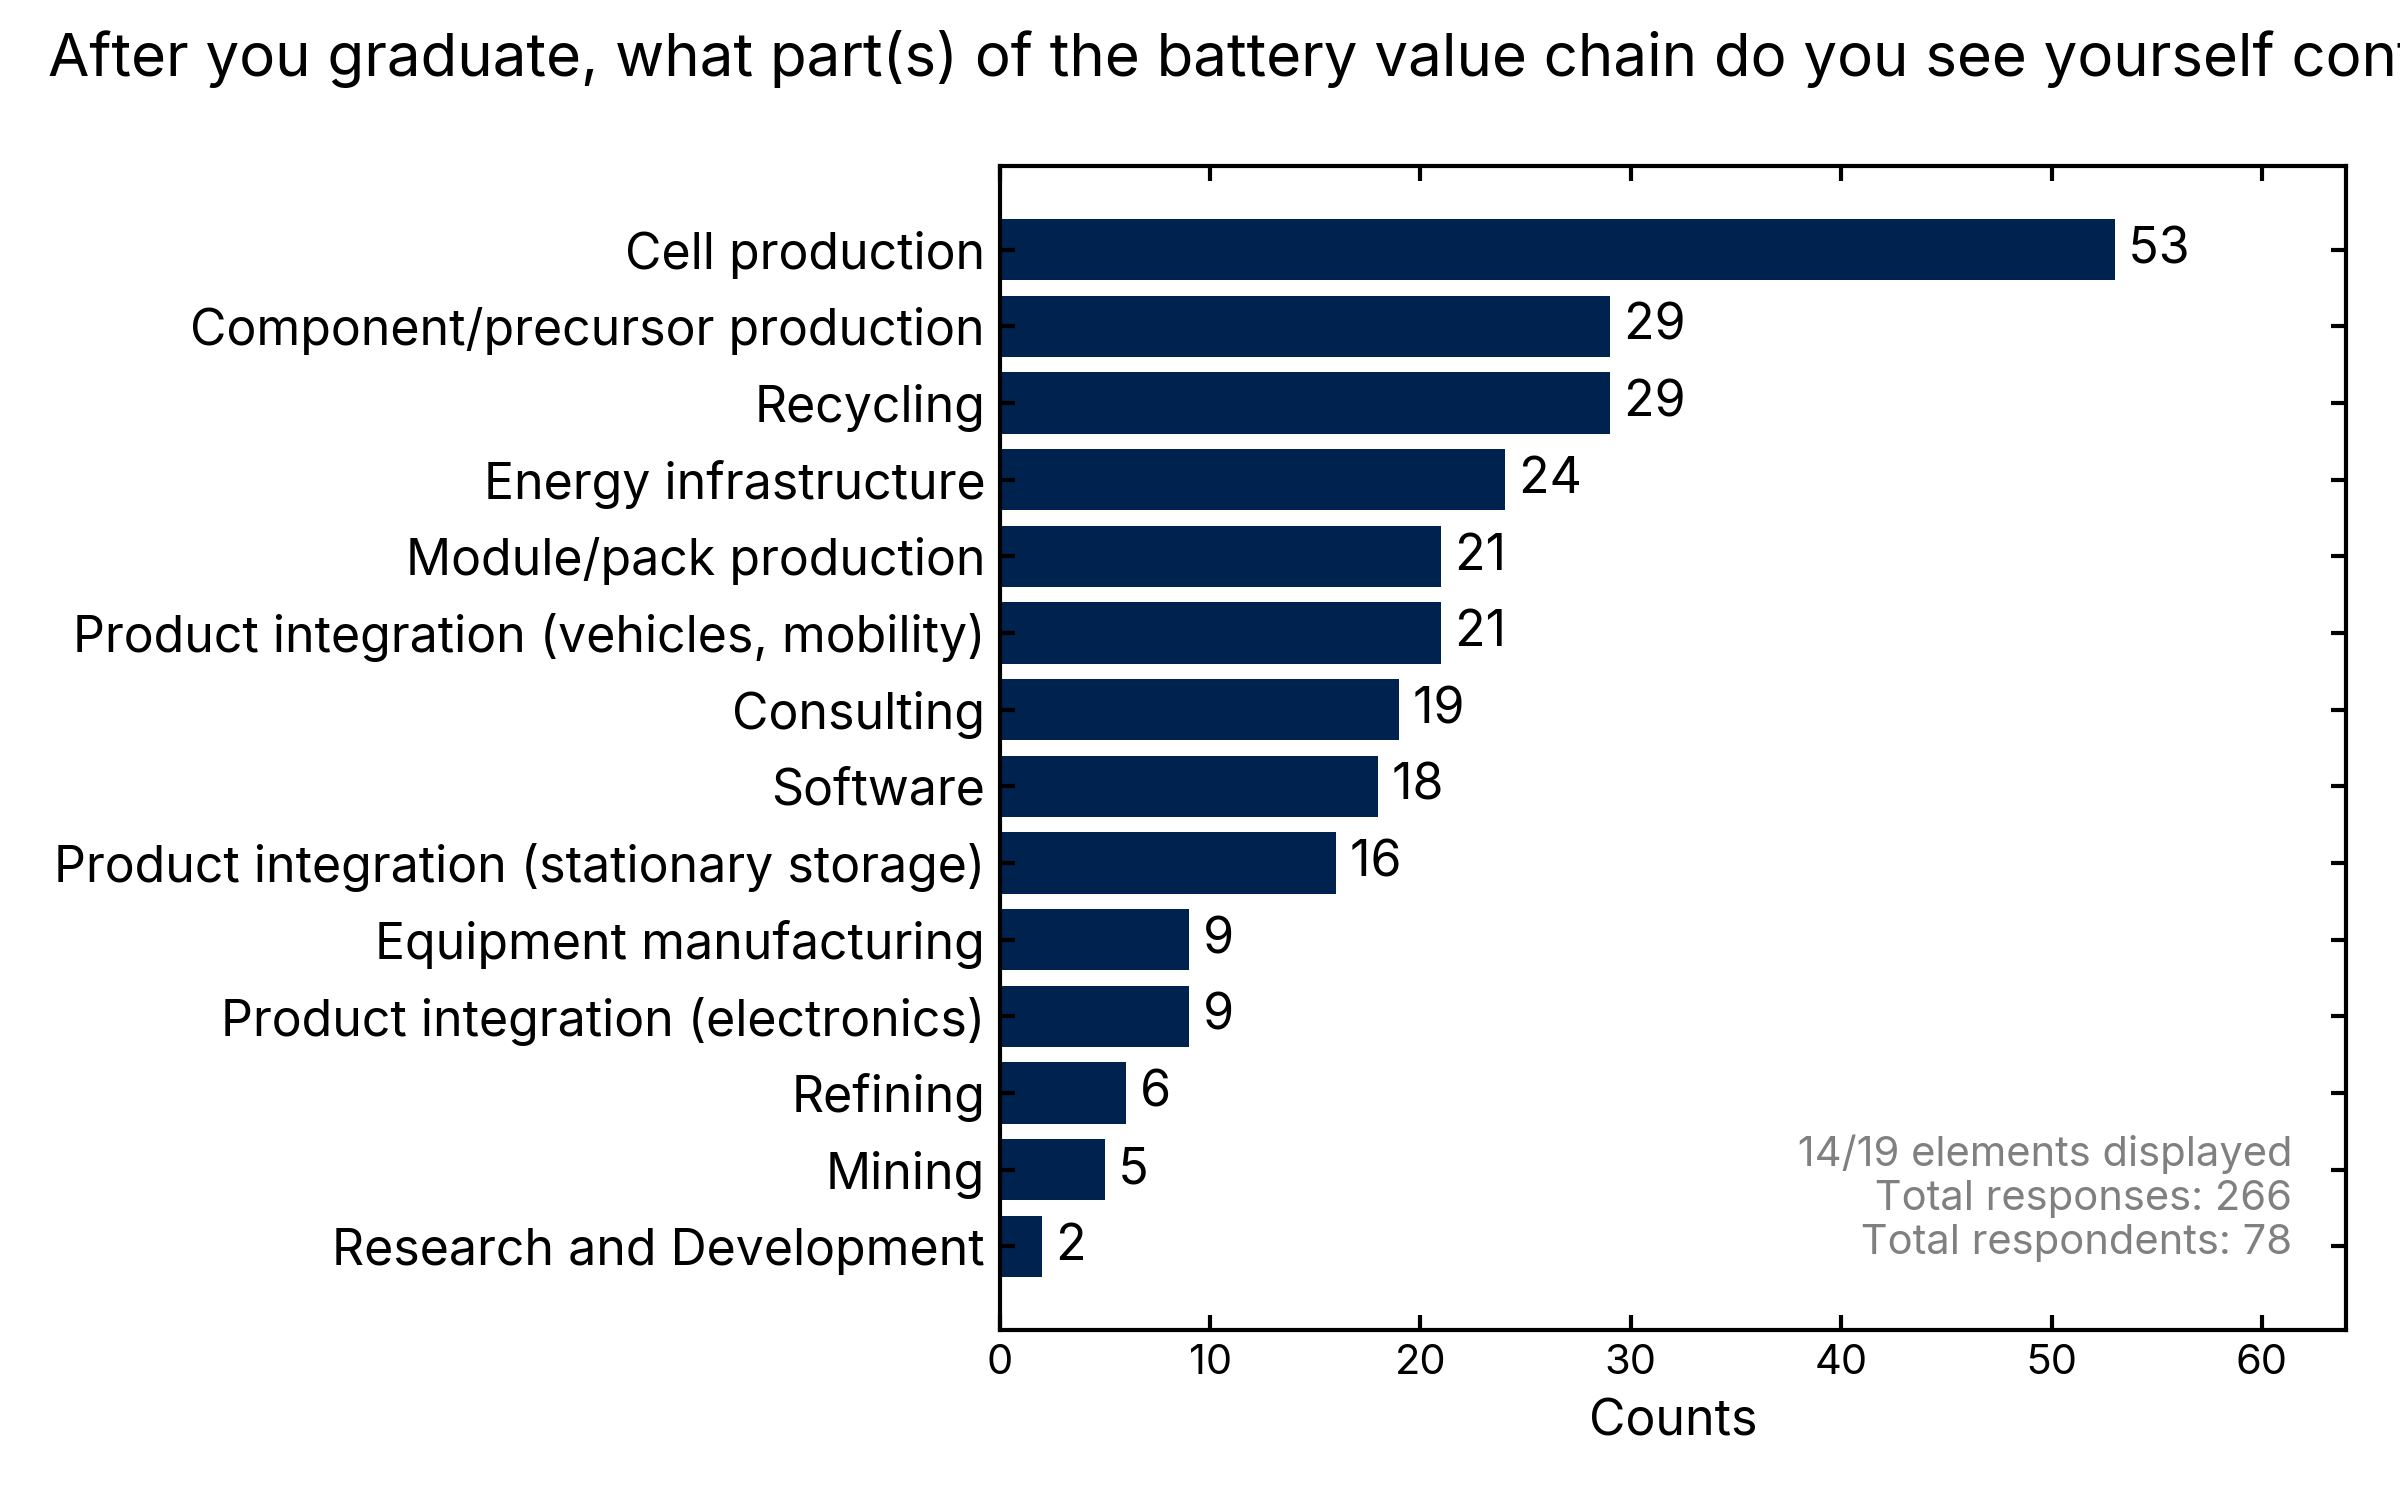 After you graduate, what part(s) of the battery value chain do you see yourself
Cell production 53
Component/precursor production 29
Recycling 29
Energy infrastructure 24
Module/pack production 21
Product integration (vehicles, mobility) 21
Consulting 19
Software 18
Product integration (stationary storage) 16
Equipment manufacturing 9
Product integration (electronics) 9
Refining 6
Mining 5
Research and Development 2
14/19 elements displayed
Total responses: 266
Total respondents: 78
0 10 20 30 40 50 60
Counts